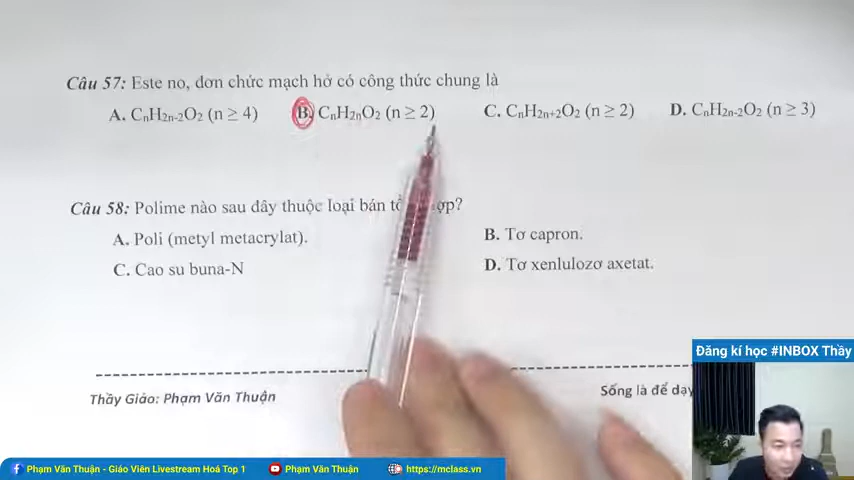 Câu 57: Este no, đơn chức mạch hở có công thức chung là
A. CnH2n-2O2 (n ≥ 4) B. CnH2nO2 (n ≥ 2) C. CnH2n+2O2 (n ≥ 2) D. CnH2n-2O2 (n ≥ 3)
Câu 58: Polime nào sau đây thuộc loại bán hợp?
A. Poli (metyl metacrylat). B. Tơ capron.
C. Cao su buna-N D. Tơ xenlulozơ axetat.
Đăng kí học #INBOX Thầy
Thầy Giáo: Phạm Văn Thuận Sống là để dạy
Phạm Văn Thuận - Giáo Viên Livestream Hoá Top 1 Phạm Văn Thuận https://mclass.vn